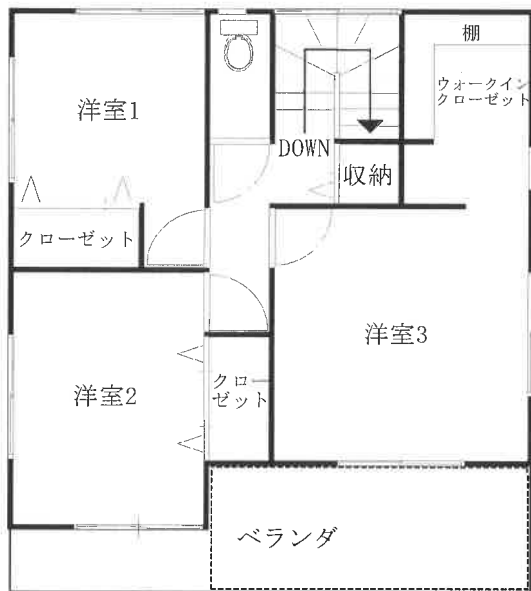 棚
ウォークイン
クローゼット
洋室1
DOWN
収納
クローゼット
洋室3
クロー
ゼット
洋室2
ベランダ